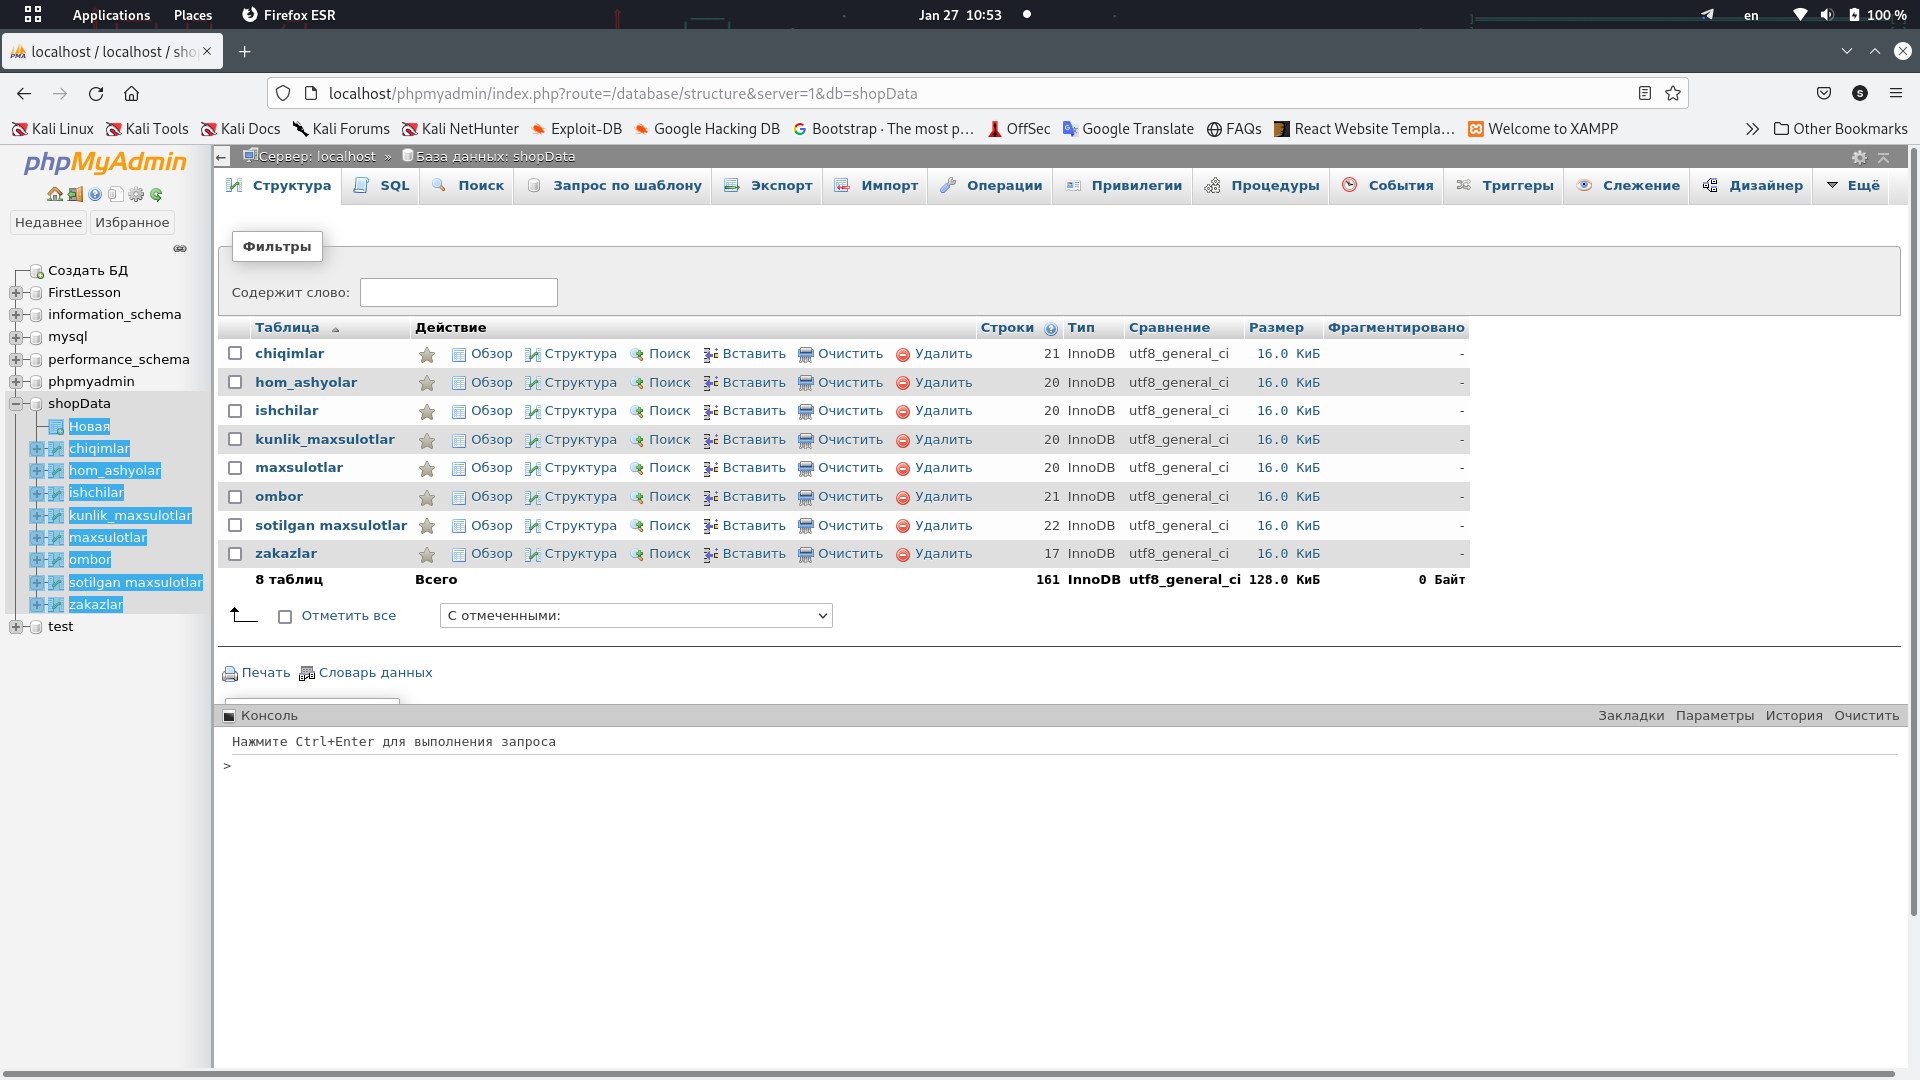 Applications Places Firefox ESR Jan 27 10:53 en 100 %
localhost / localhost / sho
localhost/phpmyadmin/index.php?route=/database/structure&server=1&db=shopData
Kali Linux Kali Tools Kali Docs Kali Forums Kali NetHunter Exploit-DB Google Hacking DB Bootstrap · The most p… OffSec Google Translate FAQs React Website Templa… Welcome to XAMPP Other Bookmarks
phpMyAdmin
Недавнее Избранное
Создать БД
FirstLesson
information_schema
mysql
performance_schema
phpmyadmin
shopData
Новая
chiqimlar
hom_ashyolar
ishchilar
kunlik_maxsulotlar
maxsulotlar
ombor
sotilgan maxsulotlar
zakazlar
test
Сервер: localhost » База данных: shopData
Структура SQL Поиск Запрос по шаблону Экспорт Импорт Операции Привилегии Процедуры События Триггеры Слежение Дизайнер Ещё
Фильтры
Содержит слово:
Таблица Действие Строки Тип Сравнение Размер Фрагментировано
chiqimlar Обзор Структура Поиск Вставить Очистить Удалить 21 InnoDB utf8_general_ci 16.0 КиБ -
hom_ashyolar Обзор Структура Поиск Вставить Очистить Удалить 20 InnoDB utf8_general_ci 16.0 КиБ -
ishchilar Обзор Структура Поиск Вставить Очистить Удалить 20 InnoDB utf8_general_ci 16.0 КиБ -
kunlik_maxsulotlar Обзор Структура Поиск Вставить Очистить Удалить 20 InnoDB utf8_general_ci 16.0 КиБ -
maxsulotlar Обзор Структура Поиск Вставить Очистить Удалить 20 InnoDB utf8_general_ci 16.0 КиБ -
ombor Обзор Структура Поиск Вставить Очистить Удалить 21 InnoDB utf8_general_ci 16.0 КиБ -
sotilgan maxsulotlar Обзор Структура Поиск Вставить Очистить Удалить 22 InnoDB utf8_general_ci 16.0 КиБ -
zakazlar Обзор Структура Поиск Вставить Очистить Удалить 17 InnoDB utf8_general_ci 16.0 КиБ -
8 таблиц Всего 161 InnoDB utf8_general_ci 128.0 КиБ 0 Байт
Отметить все С отмеченными:
Печать Словарь данных
Консоль Закладки Параметры История Очистить
Нажмите Ctrl+Enter для выполнения запроса
>